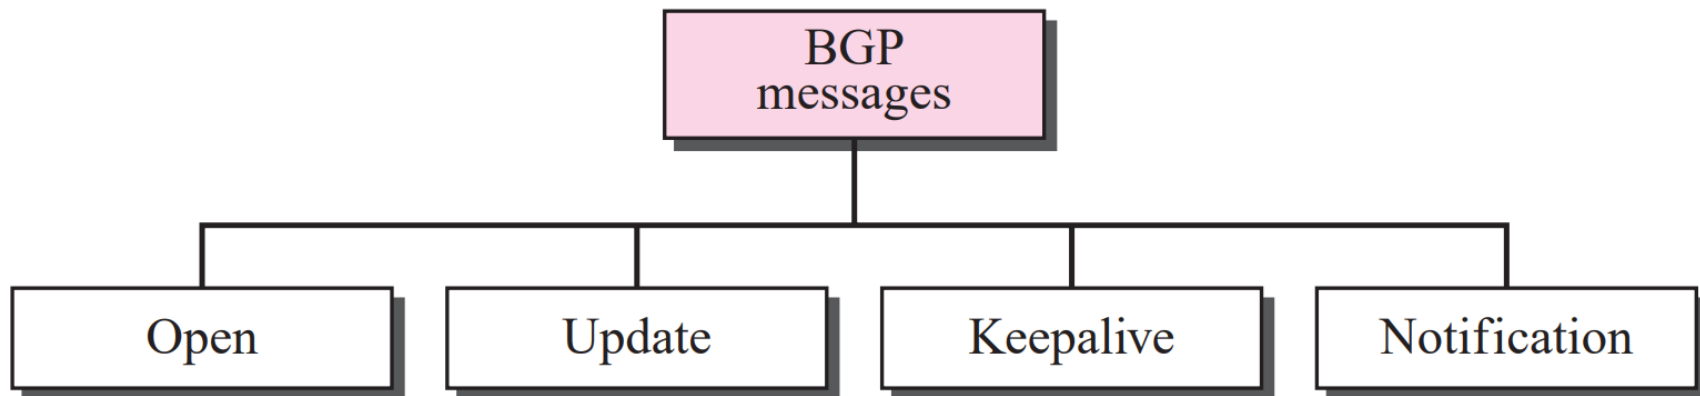 BGP
messages
Open
Update
Keepalive
Notification